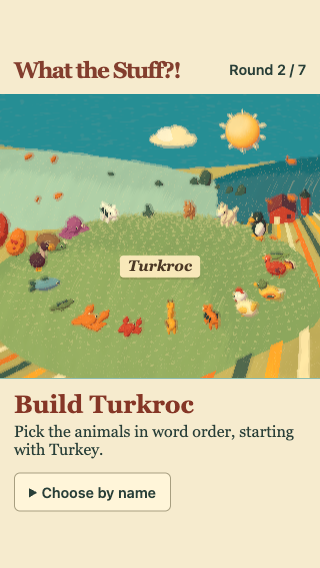 What the Stuff?!
Round 2 / 7
Turkroc
Build Turkroc
Pick the animals in word order, starting
with Turkey.
▶ Choose by name